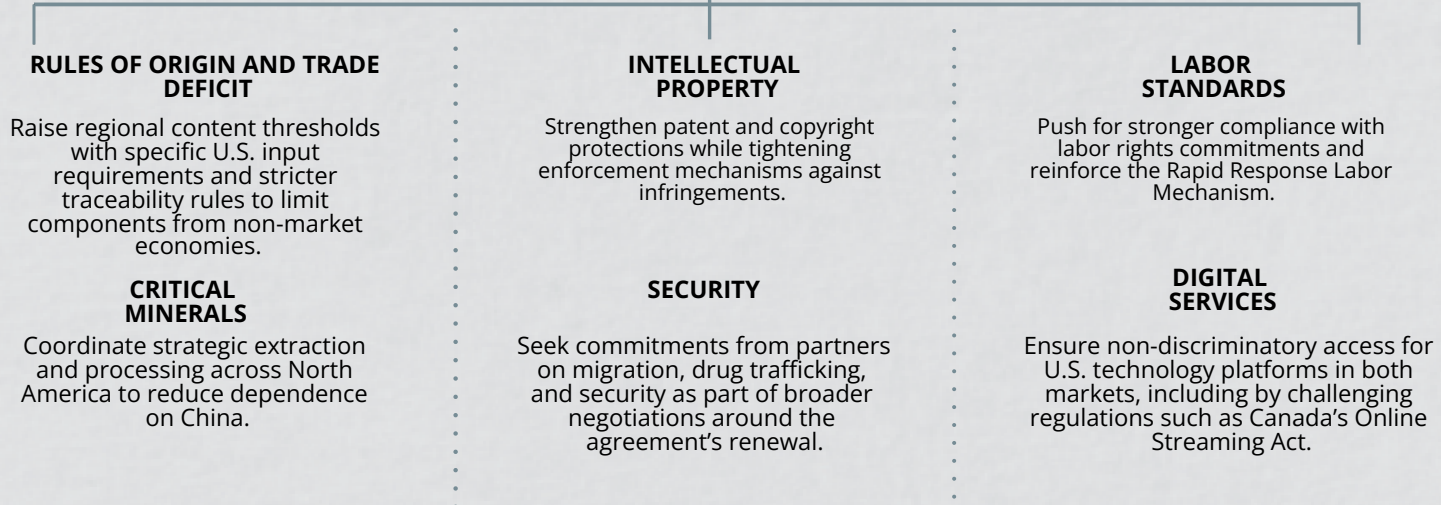 RULES OF ORIGIN AND TRADE
DEFICIT
Raise regional content thresholds
with specific U.S. input
requirements and stricter
traceability rules to limit
components from non-market
economies.
INTELLECTUAL
PROPERTY
Strengthen patent and copyright
protections while tightening
enforcement mechanisms against
infringements.
LABOR
STANDARDS
Push for stronger compliance with
labor rights commitments and
reinforce the Rapid Response Labor
Mechanism.
CRITICAL
MINERALS
Coordinate strategic extraction
and processing across North
America to reduce dependence
on China.
SECURITY
Seek commitments from partners
on migration, drug trafficking,
and security as part of broader
negotiations around the
agreement’s renewal.
DIGITAL
SERVICES
Ensure non-discriminatory access for
U.S. technology platforms in both
markets, including by challenging
regulations such as Canada’s Online
Streaming Act.